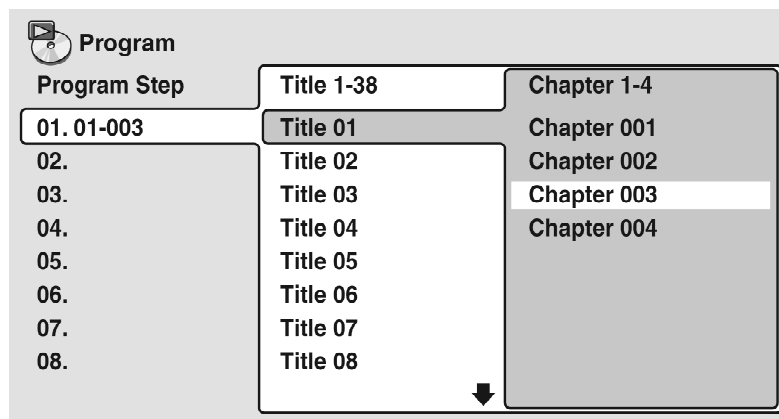 Program
Program Step Title 1-38 Chapter 1-4
01. 01-003 Title 01 Chapter 001
02. Title 02 Chapter 002
03. Title 03 Chapter 003
04. Title 04 Chapter 004
05. Title 05
06. Title 06
07. Title 07
08. Title 08